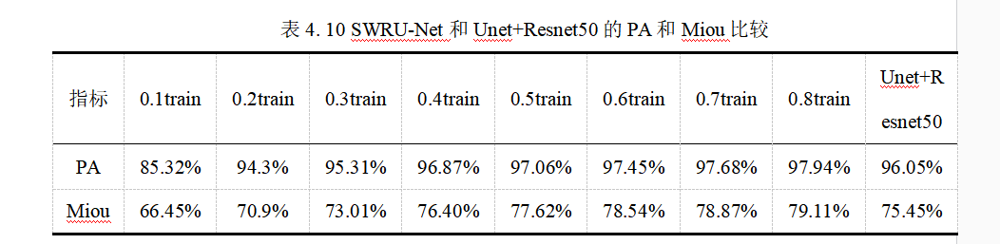 表 4. 10 SWRU-Net 和 Unet+Resnet50 的 PA 和 Miou 比较
指标 0.1train 0.2train 0.3train 0.4train 0.5train 0.6train 0.7train 0.8train Unet+R
esnet50
PA 85.32% 94.3% 95.31% 96.87% 97.06% 97.45% 97.68% 97.94% 96.05%
Miou 66.45% 70.9% 73.01% 76.40% 77.62% 78.54% 78.87% 79.11% 75.45%